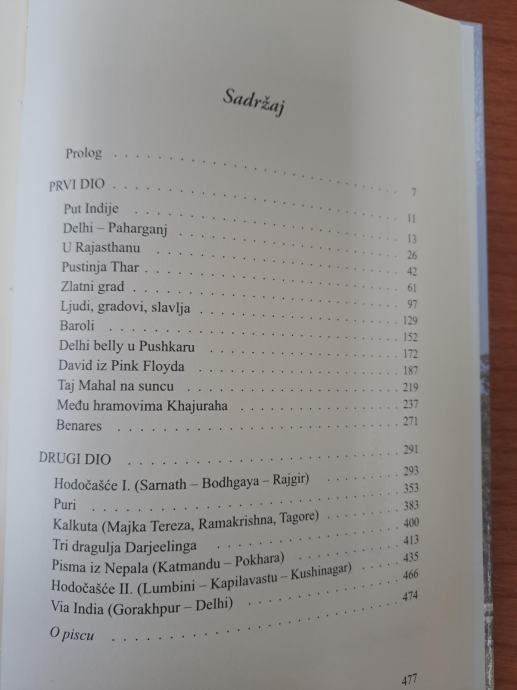 Sadržaj
Prolog . . . . . . . . . . . . . . . . . . . . 7
PRVI DIO . . . . . . . . . . . . . . . . . . . . 11
Put Indije . . . . . . . . . . . . . . . . . . . . 13
Delhi – Paharganj . . . . . . . . . . . . . . . . . . . . 26
U Rajasthanu . . . . . . . . . . . . . . . . . . . . 42
Pustinja Thar . . . . . . . . . . . . . . . . . . . . 61
Zlatni grad . . . . . . . . . . . . . . . . . . . . 97
Ljudi, gradovi, slavlja . . . . . . . . . . . . . . . . . . . . 129
Baroli . . . . . . . . . . . . . . . . . . . . 152
Delhi belly u Pushkaru . . . . . . . . . . . . . . . . . . . . 172
David iz Pink Floyda . . . . . . . . . . . . . . . . . . . . 187
Taj Mahal na suncu . . . . . . . . . . . . . . . . . . . . 219
Među hramovima Khajuraha . . . . . . . . . . . . . . . . . . . . 237
Benares . . . . . . . . . . . . . . . . . . . . 271
DRUGI DIO . . . . . . . . . . . . . . . . . . . . 291
Hodočašće I. (Sarnath – Bodhgaya – Rajgir) . . . . . . . . . . 293
Puri . . . . . . . . . . . . . . . . . . . . 353
Kalkuta (Majka Tereza, Ramakrishna, Tagore) . . . . . . . . . . 383
Tri dragulja Darjeelinga . . . . . . . . . . . . . . . . . . . . 400
Pisma iz Nepala (Katmandu – Pokhara) . . . . . . . . . . 413
Hodočašće II. (Lumbini – Kapilavastu – Kushinagar) . . . . . . 435
Via India (Gorakhpur – Delhi) . . . . . . . . . . . . . . . 466
O piscu . . . . . . . . . . . . . . . . . . . . 474
477